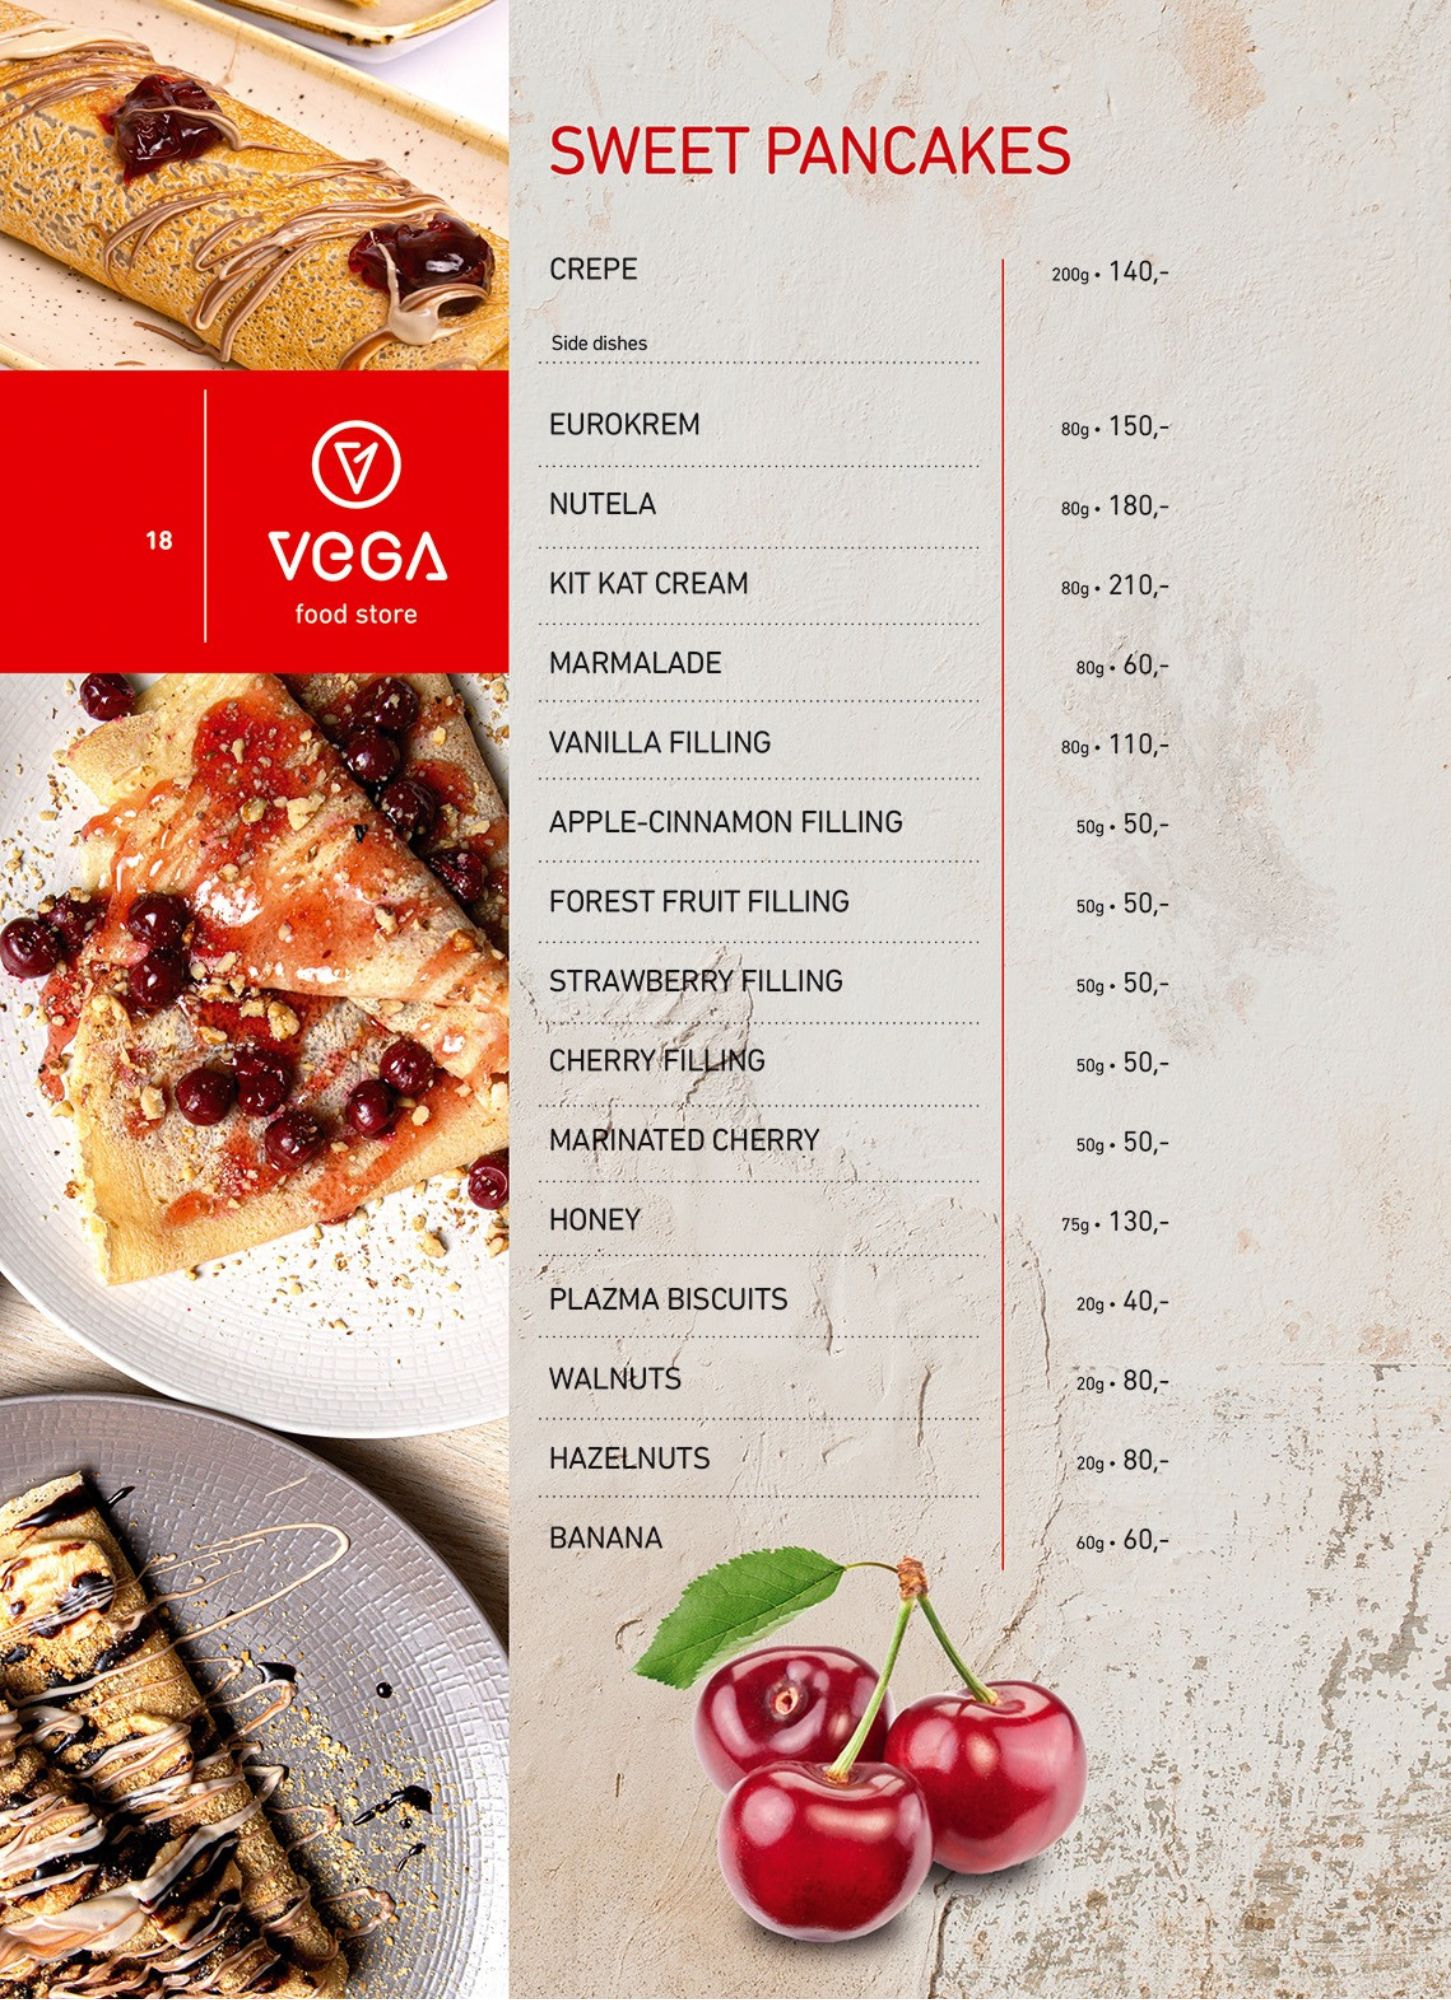 SWEET PANCAKES
CREPE 200g • 140,-
Side dishes
EUROKREM 80g • 150,-
NUTELA 80g • 180,-
KIT KAT CREAM 80g • 210,-
MARMALADE 80g • 60,-
VANILLA FILLING 80g • 110,-
APPLE-CINNAMON FILLING 50g • 50,-
FOREST FRUIT FILLING 50g • 50,-
STRAWBERRY FILLING 50g • 50,-
CHERRY FILLING 50g • 50,-
MARINATED CHERRY 50g • 50,-
HONEY 75g • 130,-
PLAZMA BISCUITS 20g • 40,-
WALNUTS 20g • 80,-
HAZELNUTS 20g • 80,-
BANANA 60g • 60,-
18
VEGA
food store